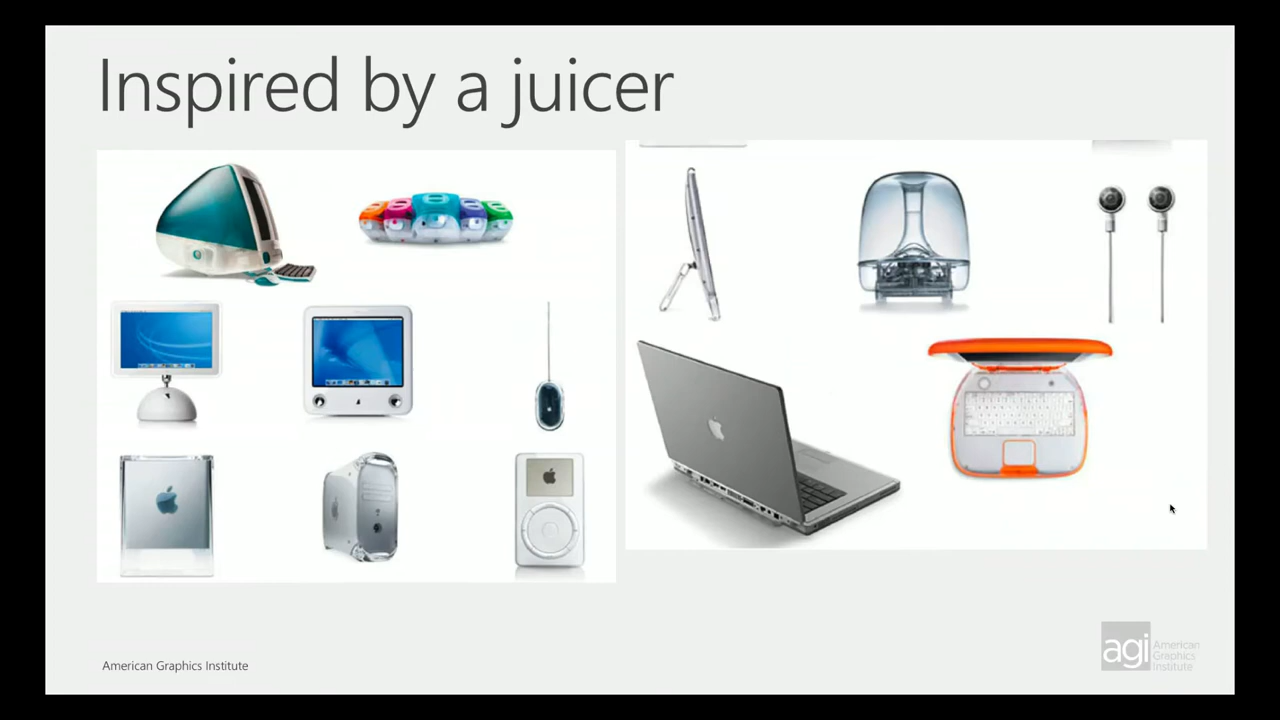 Inspired by a juicer
American Graphics Institute
agi American
Graphics
Institute